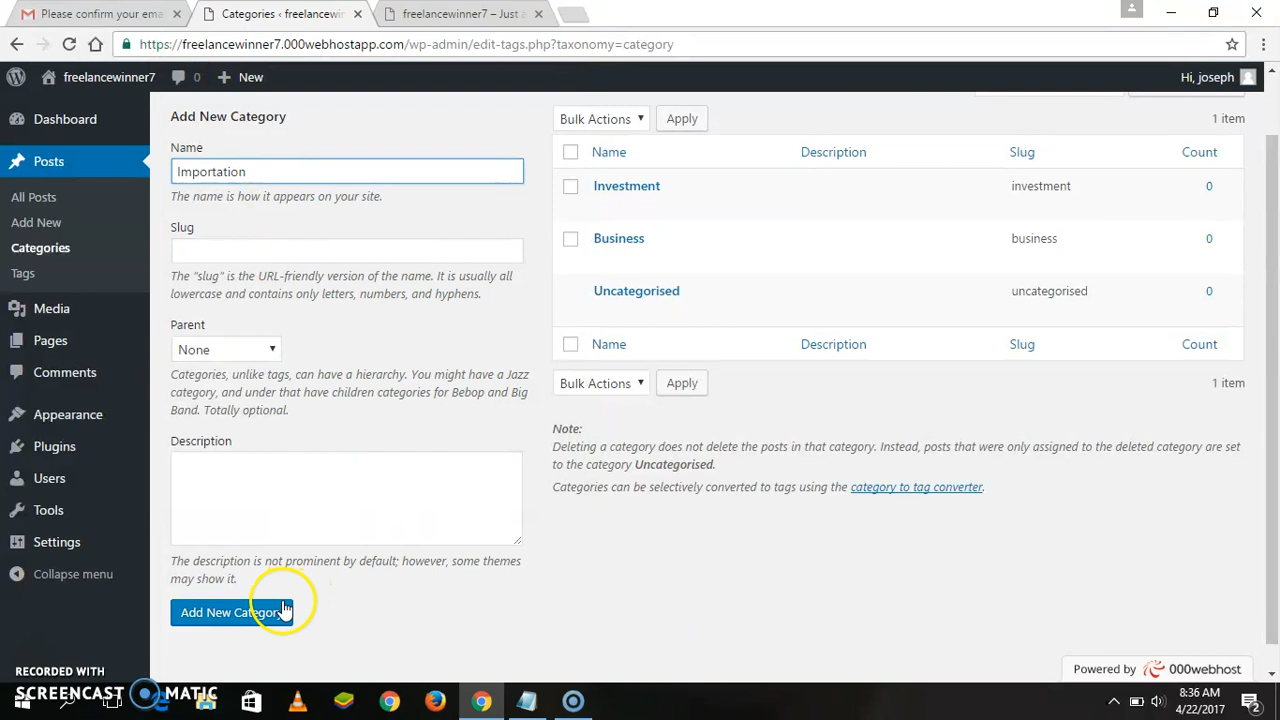 Please confirm your emai
Categories ‹ freelancewin
freelancewinner7 – Just a
https://freelancewinner7.000webhostapp.com/wp-admin/edit-tags.php?taxonomy=category
freelancewinner7
0
New
Hi, joseph
Dashboard
Posts
All Posts
Add New
Categories
Tags
Media
Pages
Comments
Appearance
Plugins
Users
Tools
Settings
Collapse menu
Add New Category
Name
Importation
The name is how it appears on your site.
Slug
The "slug" is the URL-friendly version of the name. It is usually all
lowercase and contains only letters, numbers, and hyphens.
Parent
None
Categories, unlike tags, can have a hierarchy. You might have a Jazz
category, and under that have children categories for Bebop and Big
Band. Totally optional.
Description
The description is not prominent by default; however, some themes
may show it.
Add New Category
Bulk Actions
Apply
1 item
Name Description Slug Count
Investment investment 0
Business business 0
Uncategorised uncategorised 0
Name Description Slug Count
Bulk Actions
Apply
1 item
Note:
Deleting a category does not delete the posts in that category. Instead, posts that were only assigned to the deleted category are set
to the category Uncategorised.
Categories can be selectively converted to tags using the category to tag converter.
Powered by 000webhost
RECORDED WITH
SCREENCAST MATIC
8:36 AM
4/22/2017
2